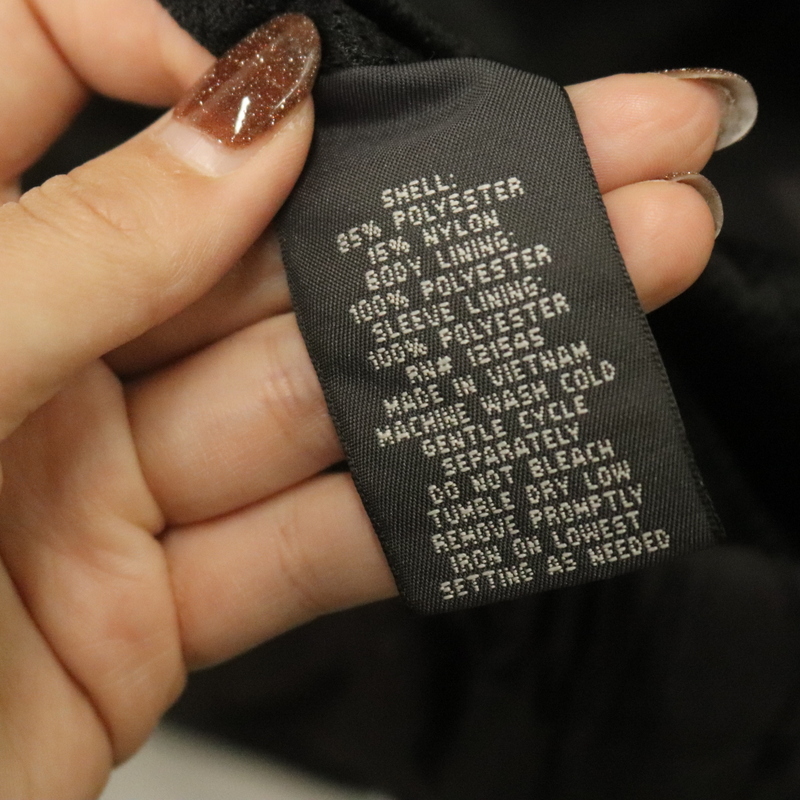 SHELL:
85% POLYESTER
15% NYLON
BODY LINING:
100% POLYESTER
SLEEVE LINING:
100% POLYESTER
RN# 121545
MADE IN VIETNAM
MACHINE WASH COLD
GENTLE CYCLE
SEPARATELY
DO NOT BLEACH
TUMBLE DRY LOW
REMOVE PROMPTLY
IRON ON LOWEST
SETTING AS NEEDED